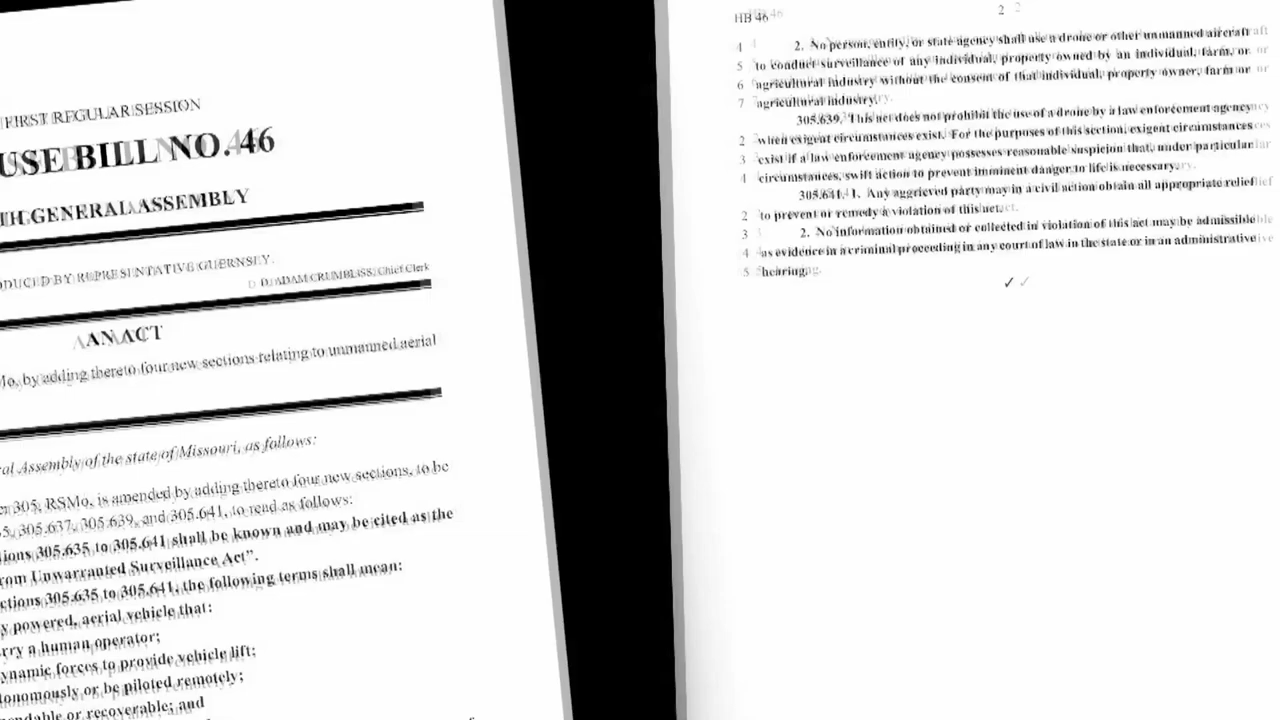 FIRST REGULAR SESSION
USE BILL NO. 46
TH GENERAL ASSEMBLY
ODUCED BY REPRESENTATIVE GUERNSEY.
D. ADAM CRUMBLISS, Chief Clerk
AN ACT
Mo, by adding thereto four new sections relating to unmanned aerial
al Assembly of the state of Missouri, as follows:
er 305, RSMo, is amended by adding thereto four new sections, to be
5, 305.637, 305.639, and 305.641, to read as follows:
ions 305.635 to 305.641 shall be known and may be cited as the
rom Unwarranted Surveillance Act".
ctions 305.635 to 305.641, the following terms shall mean:
y powered, aerial vehicle that:
rry a human operator;
ynamic forces to provide vehicle lift;
tonomously or be piloted remotely;
endable or recoverable; and
HB 46 2
4 2. No person, entity, or state agency shall use a drone or other unmanned aircraft
5 to conduct surveillance of any individual, property owned by an individual, farm, or
6 agricultural industry without the consent of that individual, property owner, farm or
7 agricultural industry.
305.639. This act does not prohibit the use of a drone by a law enforcement agency
2 when exigent circumstances exist. For the purposes of this section, exigent circumstances
3 exist if a law enforcement agency possesses reasonable suspicion that, under particular
4 circumstances, swift action to prevent imminent danger to life is necessary.
305.641. 1. Any aggrieved party may in a civil action obtain all appropriate relief
2 to prevent or remedy a violation of this act.
3 2. No information obtained or collected in violation of this act may be admissible
4 as evidence in a criminal proceeding in any court of law in the state or in an administrative
5 hearing.
✓